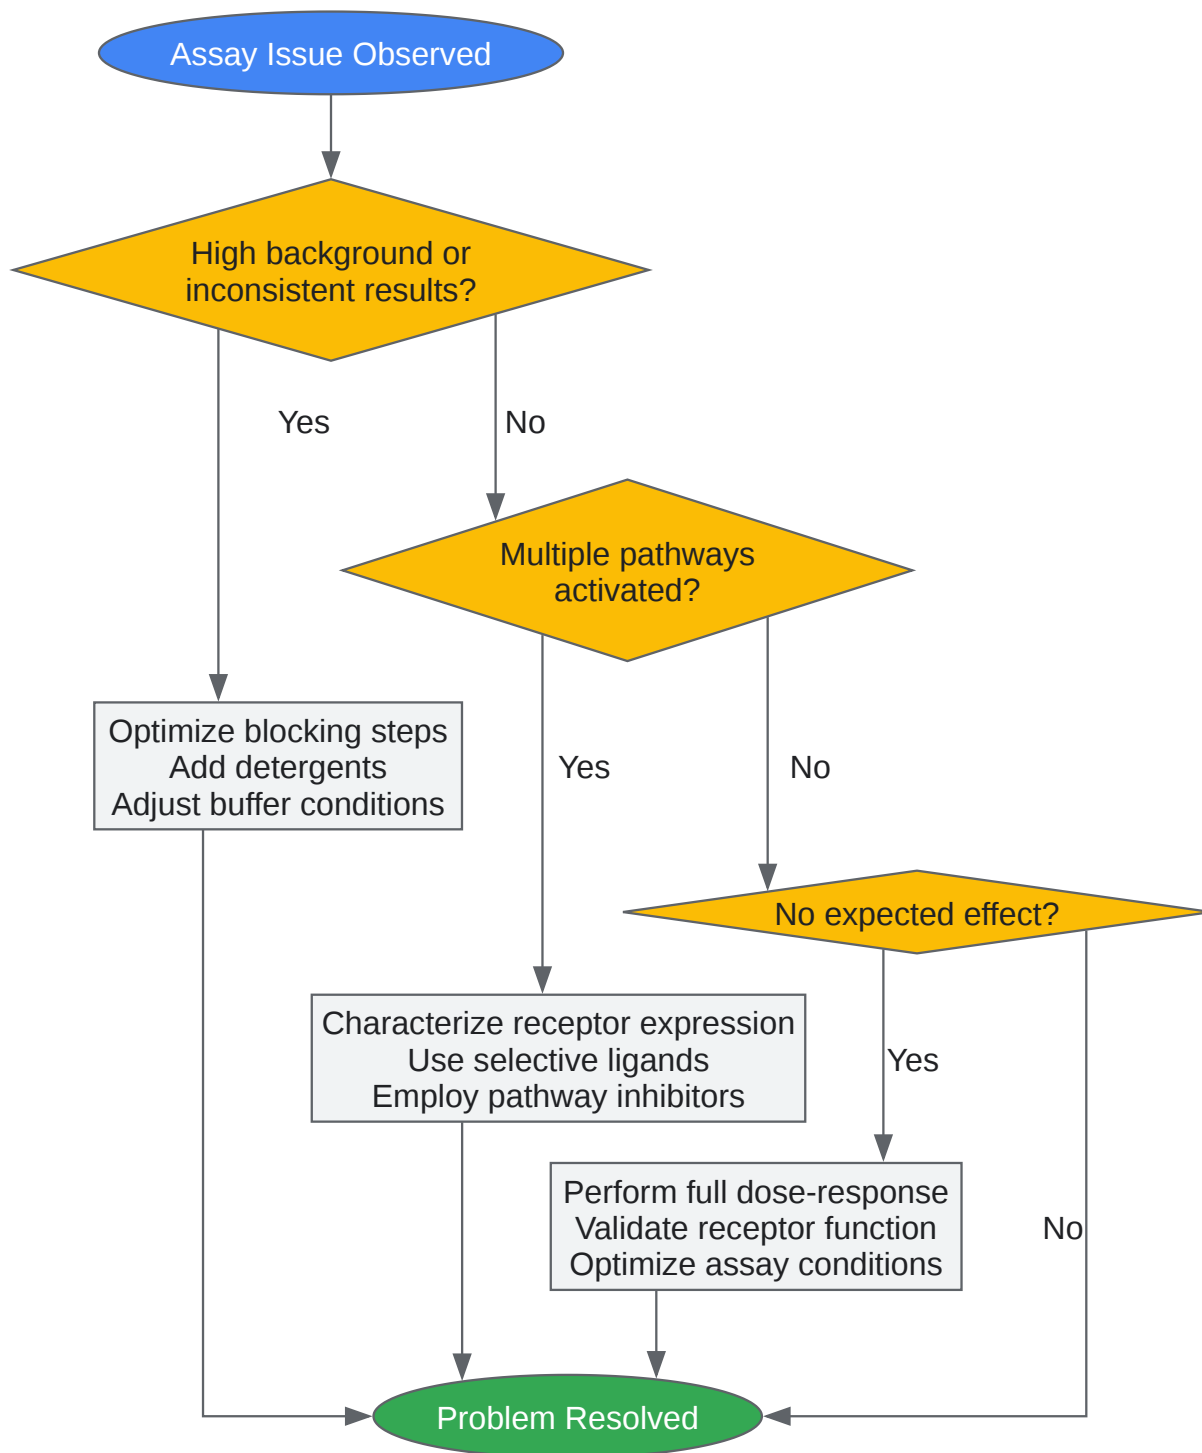 Assay Issue Observed
High background or
inconsistent results?
Yes
No
Multiple pathways
activated?
Optimize blocking steps
Add detergents
Adjust buffer conditions
Yes
No
No expected effect?
Characterize receptor expression
Use selective ligands
Employ pathway inhibitors
Yes
Perform full dose-response
Validate receptor function
Optimize assay conditions
No
Problem Resolved